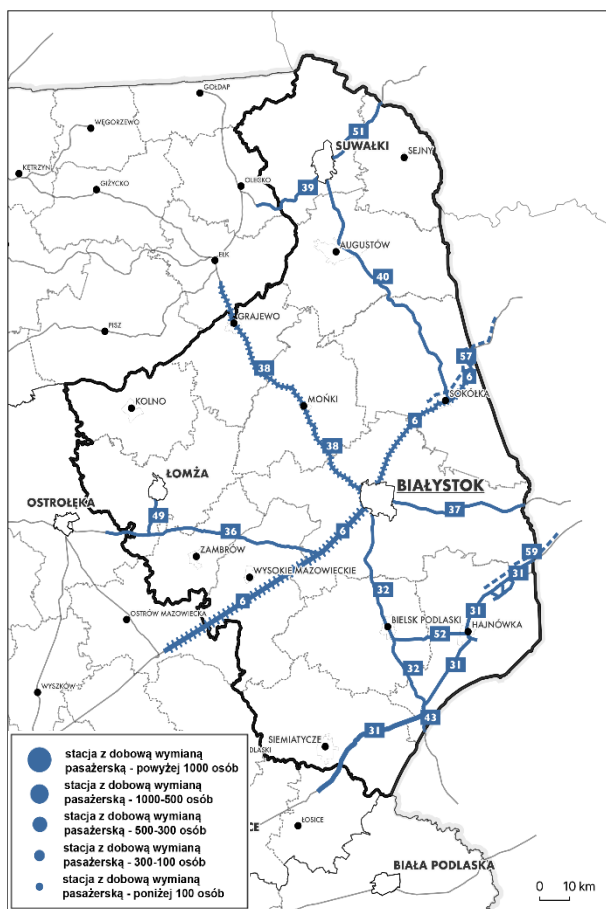 GOŁDAP
WĘGORZEWO
51
SUWAŁKI
SEJNY
KĘTRZYN
GIŻYCKO
OLECKO
39
AUGUSTÓW
EŁK
40
PISZ
GRAJEWO
57
38
6
KOLNO
MOŃKI
SOKÓŁKA
6
38
ŁOMŻA
BIAŁYSTOK
OSTROŁĘKA
49
36
6
37
ZAMBRÓW
59
WYSOKIE MAZOWIECKIE
31
32
6
31
OSTRÓW MAZOWIECKA
BIELSK PODLASKI
52
HAJNÓWKA
32
31
WYSZKÓW
43
31
SIEMIATYCZE
stacja z dobową wymianą
pasażerską - powyżej 1000 osób
stacja z dobową wymianą
pasażerską - 1000-500 osób
stacja z dobową wymianą
pasażerską - 500-300 osób
stacja z dobową wymianą
pasażerską - 300-100 osób
stacja z dobową wymianą
pasażerską - poniżej 100 osób
ŁOSICE
BIAŁA PODLASKA
0 10 km